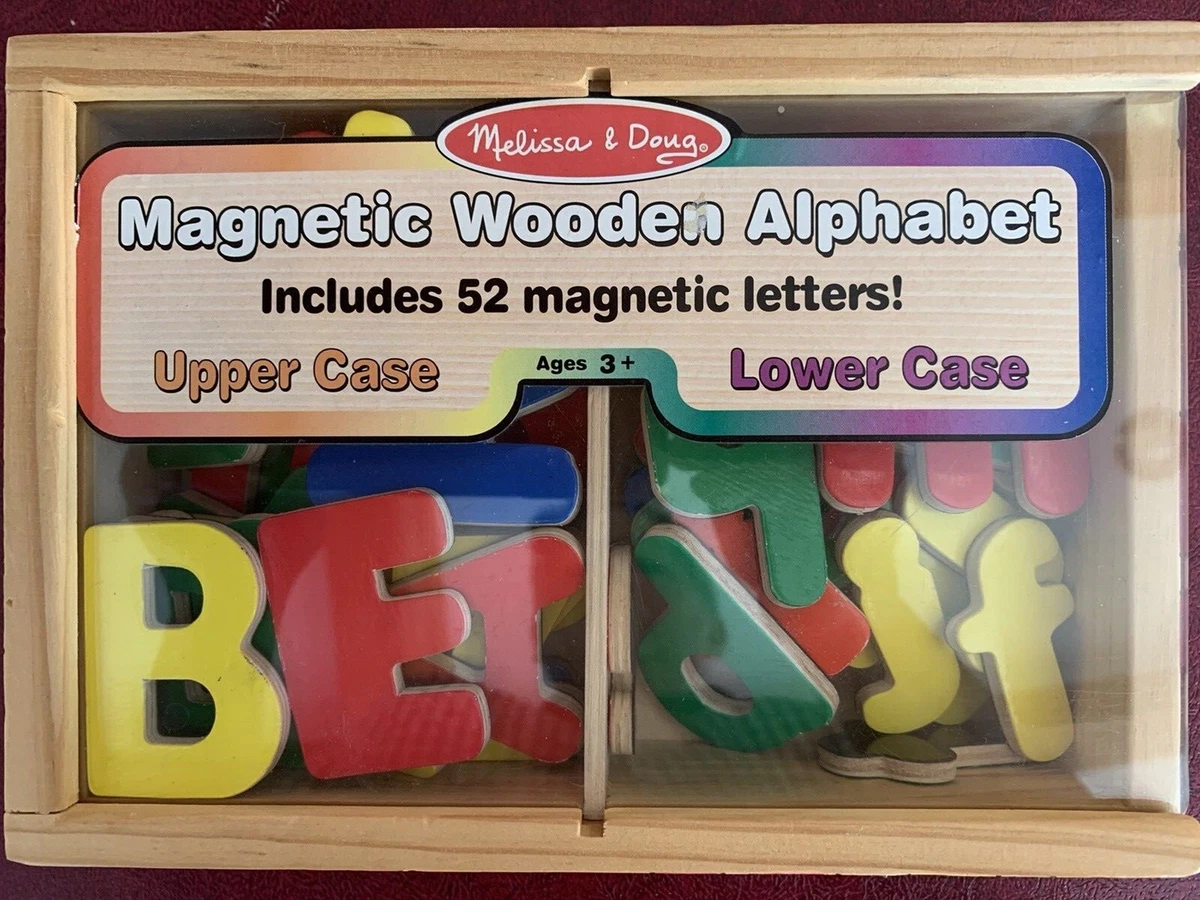 Melissa & Doug®
Magnetic Wooden Alphabet
Includes 52 magnetic letters!
Upper Case
Ages 3+
Lower Case
B E I
f